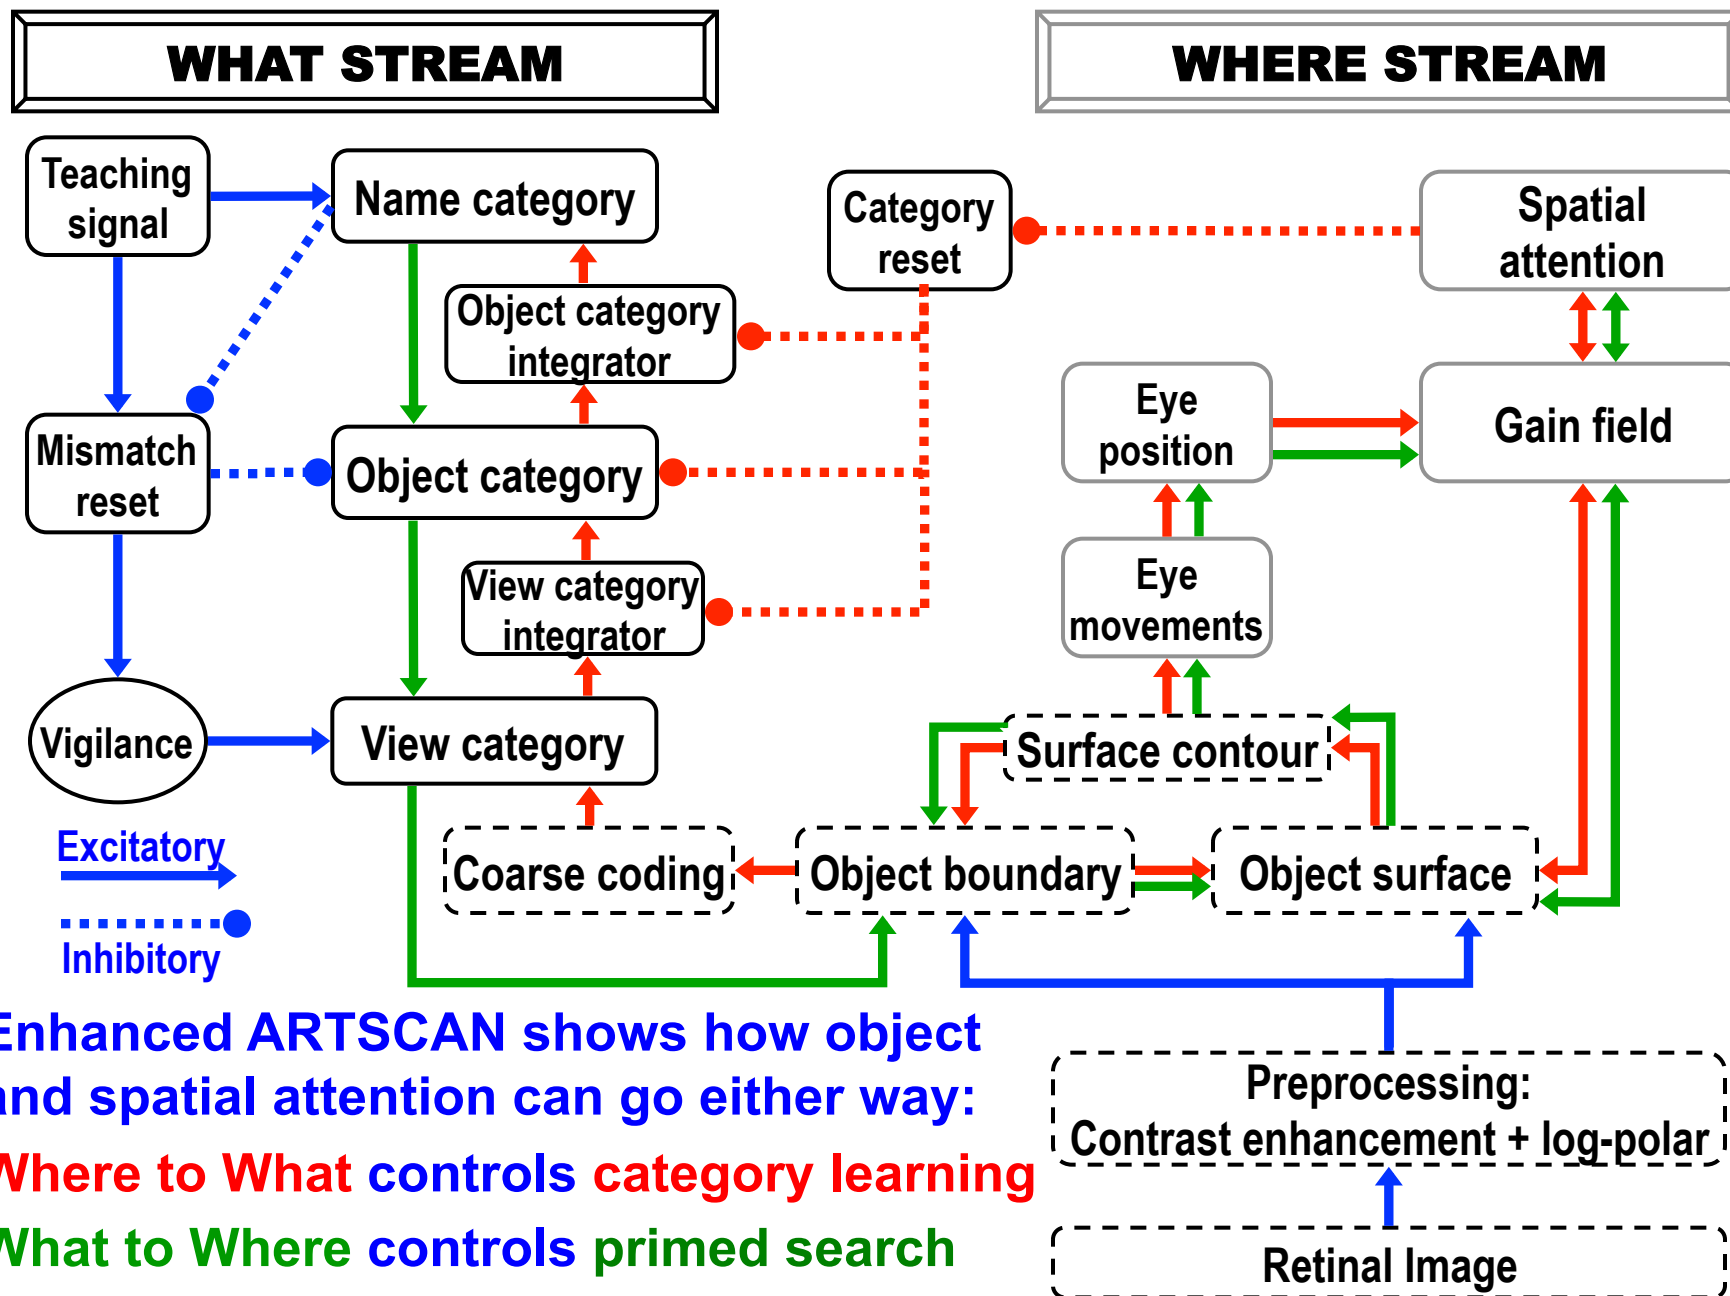 WHAT STREAM
WHERE STREAM
Teaching
signal
Name category
Category
reset
Spatial
attention
Object category
integrator
Eye
position
Gain field
Mismatch
reset
Object category
View category
integrator
Eye
movements
Vigilance
View category
Surface contour
Excitatory
Coarse coding
Object boundary
Object surface
Inhibitory
Enhanced ARTSCAN shows how object
and spatial attention can go either way:
Where to What controls category learning
What to Where controls primed search
Preprocessing:
Contrast enhancement + log-polar
Retinal Image